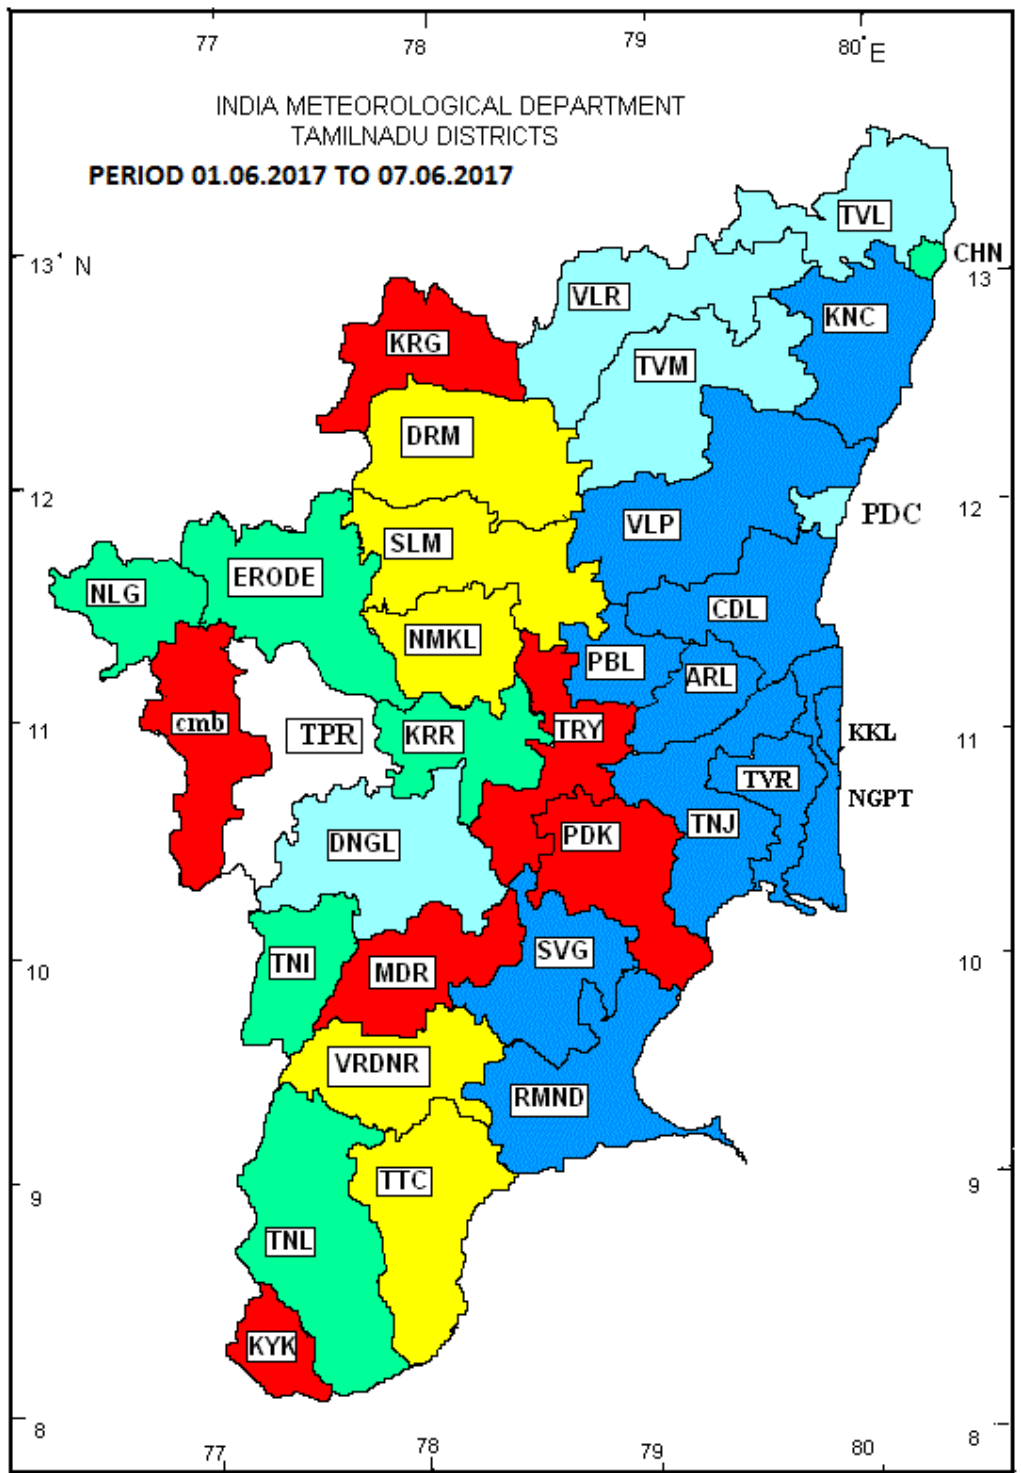 77 78 79 80° E
INDIA METEOROLOGICAL DEPARTMENT
TAMILNADU DISTRICTS
PERIOD 01.06.2017 TO 07.06.2017
TVL
13° N
CHN
13
VLR
KNC
KRG
TVM
DRM
12
12
PDC
VLP
SLM
ERODE
NLG
CDL
NMKL
PBL
ARL
11
cmb
TPR
KRR
TRY
KKL
11
TVR
NGPT
TNJ
PDK
DNGL
SVG
TNI
MDR
10
10
VRDNR
RMND
TTC
9
9
TNL
KYK
8
8
77 78 79 80